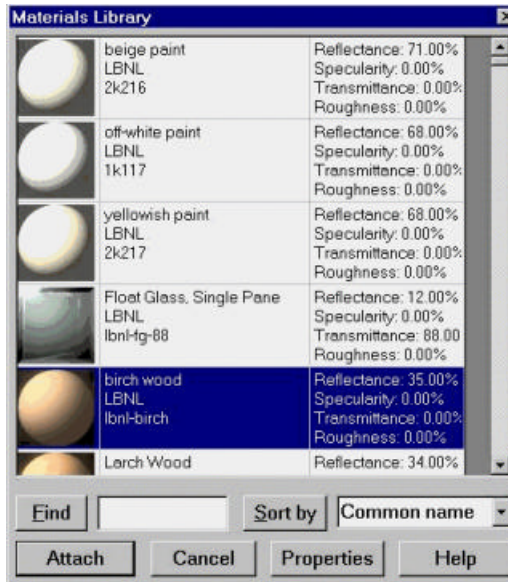 Materials Library
beige paint Reflectance: 71.00%
LBNL Specularity: 0.00%
2k216 Transmittance: 0.00%
Roughness: 0.00%
off-white paint Reflectance: 68.00%
LBNL Specularity: 0.00%
1k117 Transmittance: 0.00%
Roughness: 0.00%
yellowish paint Reflectance: 68.00%
LBNL Specularity: 0.00%
2k217 Transmittance: 0.00%
Roughness: 0.00%
Float Glass, Single Pane Reflectance: 12.00%
LBNL Specularity: 0.00%
lbnl-fg-88 Transmittance: 88.00
Roughness: 0.00%
birch wood Reflectance: 35.00%
LBNL Specularity: 0.00%
lbnl-birch Transmittance: 0.00%
Roughness: 0.00%
Larch Wood Reflectance: 34.00%
Find Sort by Common name
Attach Cancel Properties Help